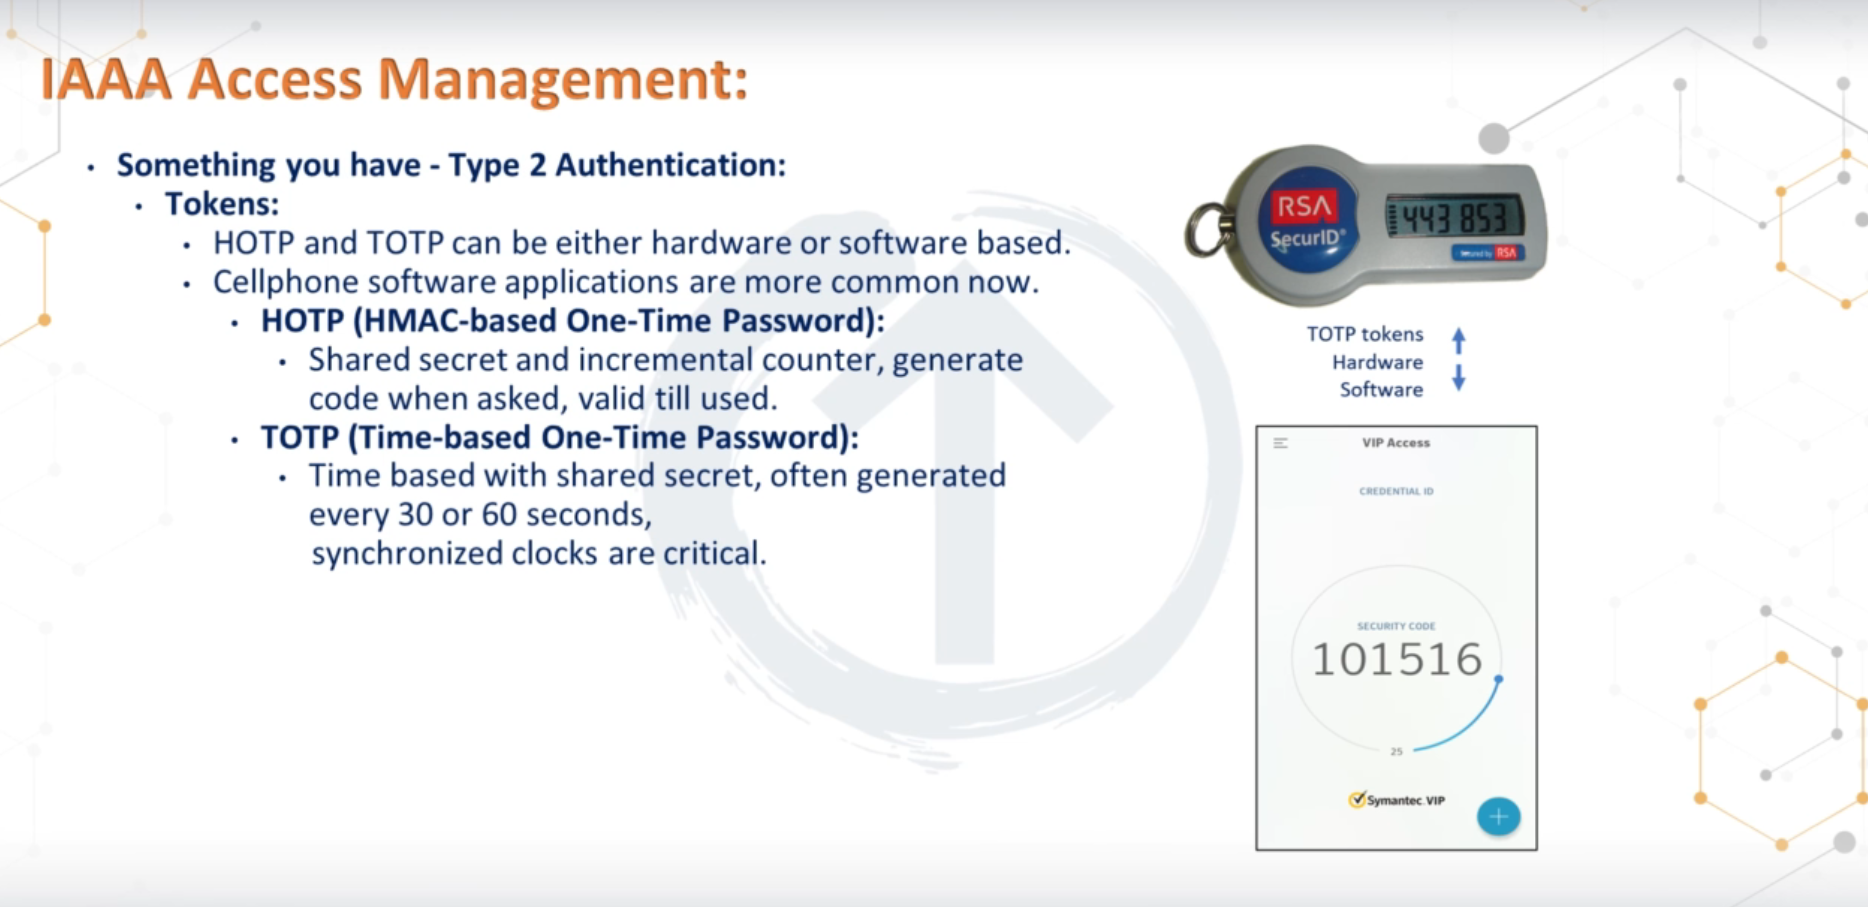 IAAA Access Management:
• Something you have - Type 2 Authentication:
• Tokens:
• HOTP and TOTP can be either hardware or software based.
• Cellphone software applications are more common now.
• HOTP (HMAC-based One-Time Password):
• Shared secret and incremental counter, generate
code when asked, valid till used.
• TOTP (Time-based One-Time Password):
• Time based with shared secret, often generated
every 30 or 60 seconds,
synchronized clocks are critical.
RSA
SecurID®
443 853
Secured by RSA
TOTP tokens
Hardware
Software
VIP Access
CREDENTIAL ID
SECURITY CODE
101516
25
Symantec.VIP